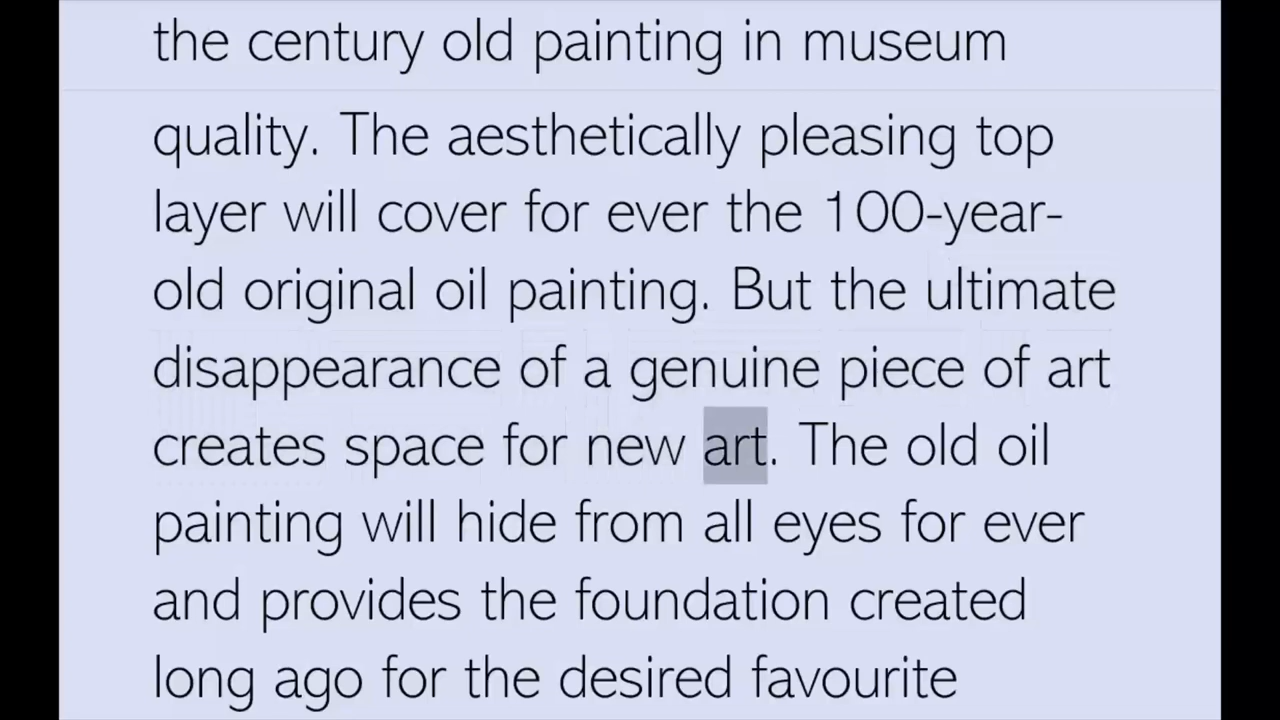 the century old painting in museum
quality. The aesthetically pleasing top
layer will cover for ever the 100-year-
old original oil painting. But the ultimate
disappearance of a genuine piece of art
creates space for new art. The old oil
painting will hide from all eyes for ever
and provides the foundation created
long ago for the desired favourite